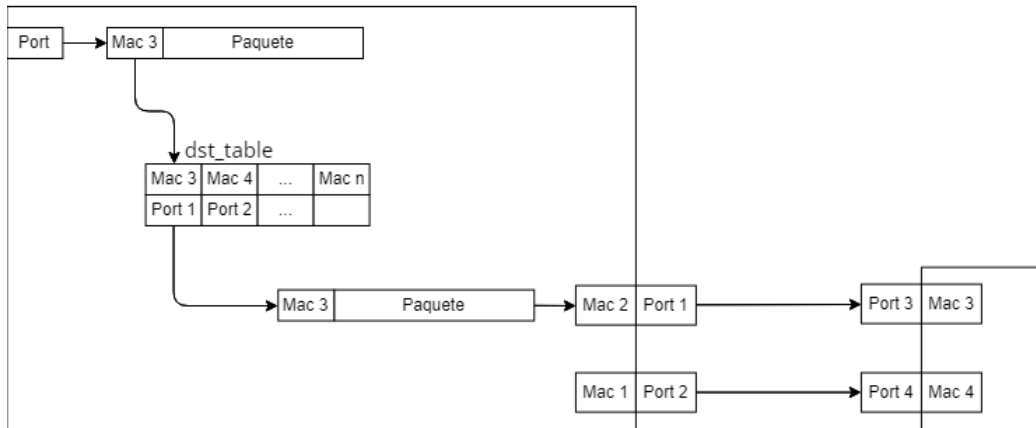 Port Mac 3 Paquete
dst_table
Mac 3 Mac 4 ... Mac n
Port 1 Port 2 ...
Mac 3 Paquete Mac 2 Port 1 Port 3 Mac 3
Mac 1 Port 2 Port 4 Mac 4